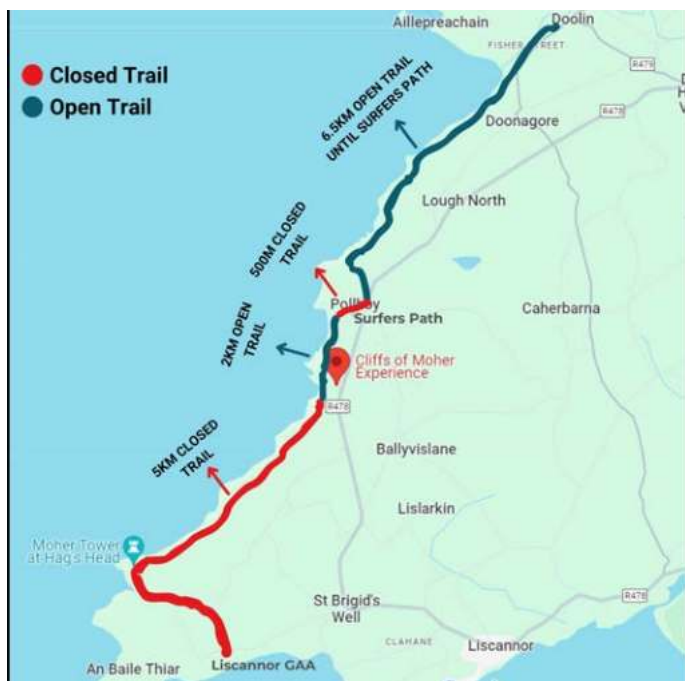 Aillepreachain
Doolin
FISHER STREET
R479
Closed Trail
Open Trail
R478
6.5KM OPEN TRAIL
UNTIL SURFERS PATH
Doonagore
Lough North
500M CLOSED
TRAIL
Caherbarna
Surfers Path
2KM OPEN
TRAIL
Cliffs of Moher
Experience
R478
Ballyvislane
5KM CLOSED
TRAIL
Lislarkin
Moher Tower
at Hag's Head
St Brigid's
Well
R478
CLAHANE
Liscannor
An Baile Thiar
Liscannor GAA